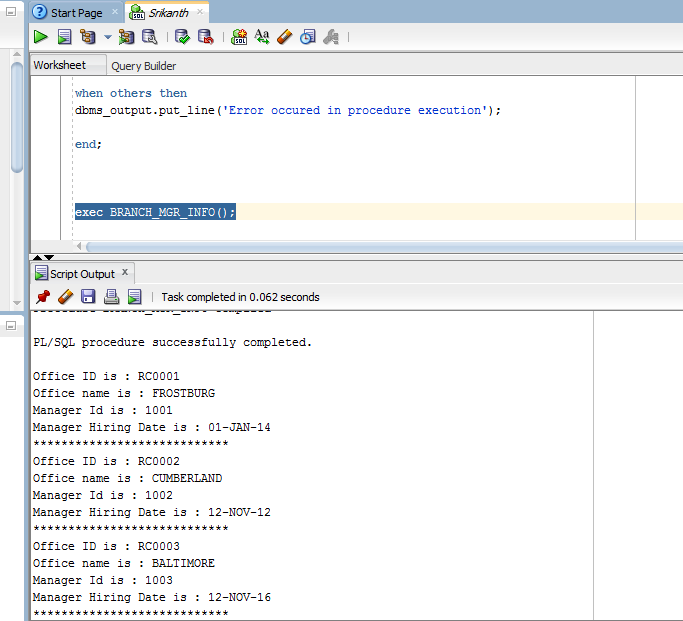 Start Page
Srikanth
Worksheet
Query Builder
when others then
dbms_output.put_line('Error occured in procedure execution');
end;
exec BRANCH_MGR_INFO();
Script Output
Task completed in 0.062 seconds
PL/SQL procedure successfully completed.
Office ID is : RC0001
Office name is : FROSTBURG
Manager Id is : 1001
Manager Hiring Date is : 01-JAN-14
****************************
Office ID is : RC0002
Office name is : CUMBERLAND
Manager Id is : 1002
Manager Hiring Date is : 12-NOV-12
****************************
Office ID is : RC0003
Office name is : BALTIMORE
Manager Id is : 1003
Manager Hiring Date is : 12-NOV-16
****************************